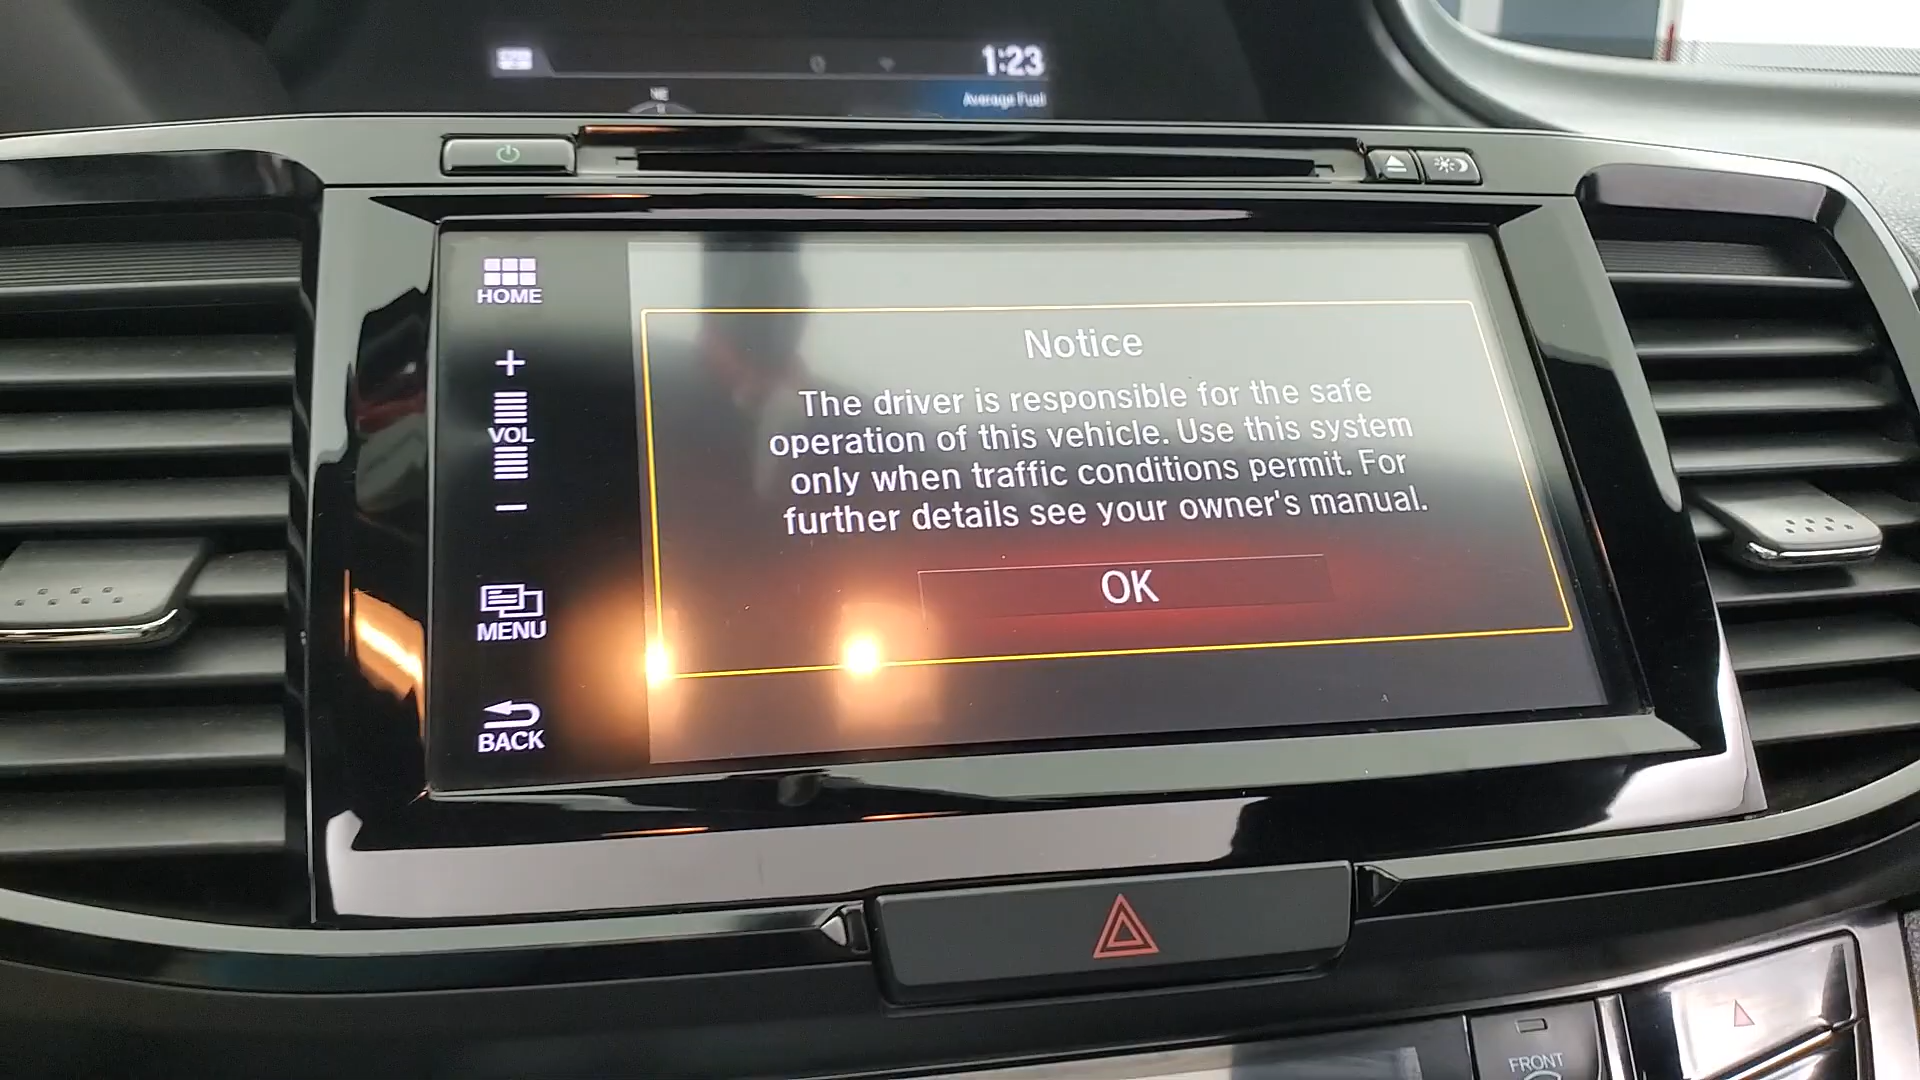 1:23
NE
Average Fuel
HOME
+
VOL
−
MENU
BACK
Notice
The driver is responsible for the safe
operation of this vehicle. Use this system
only when traffic conditions permit. For
further details see your owner's manual.
OK
FRONT